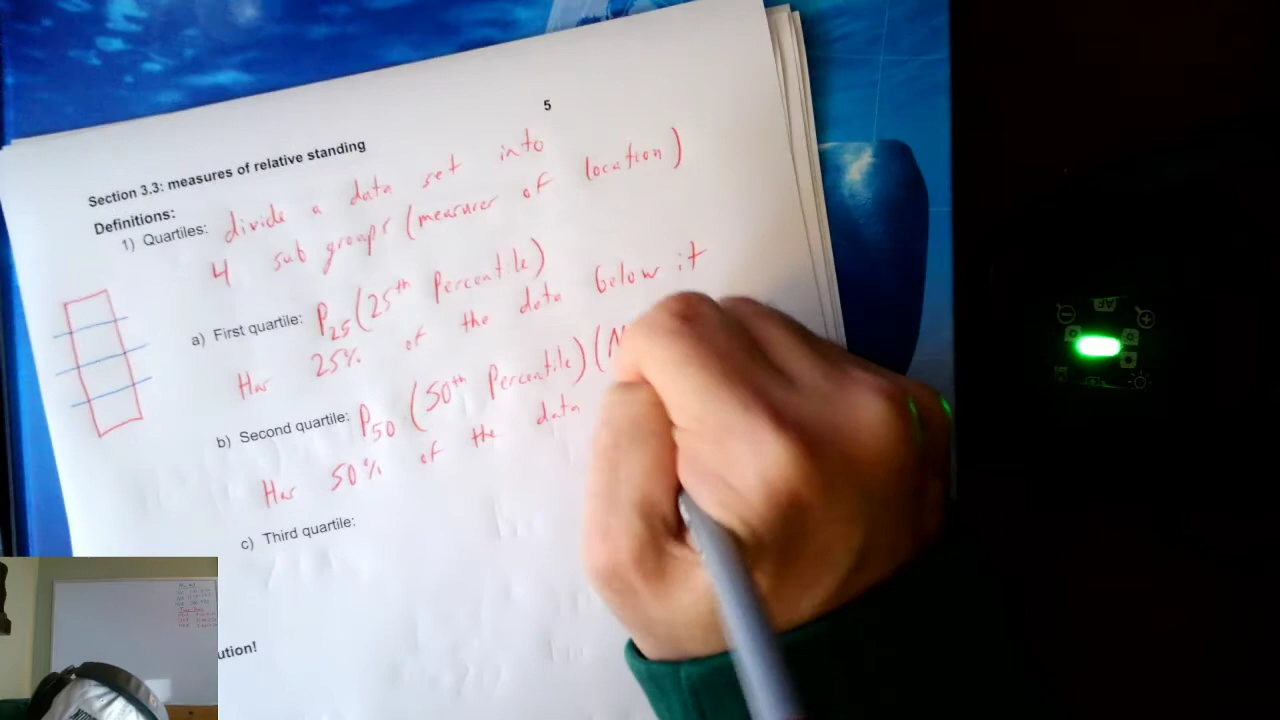 5
Section 3.3: measures of relative standing
Definitions:
1) Quartiles: divide a data set into
4 sub groups (measures of location)
a) First quartile: P25 (25th Percentile)
Has 25% of the data below it
b) Second quartile: P50 (50th Percentile) (M
Has 50% of the data
c) Third quartile:
ution!